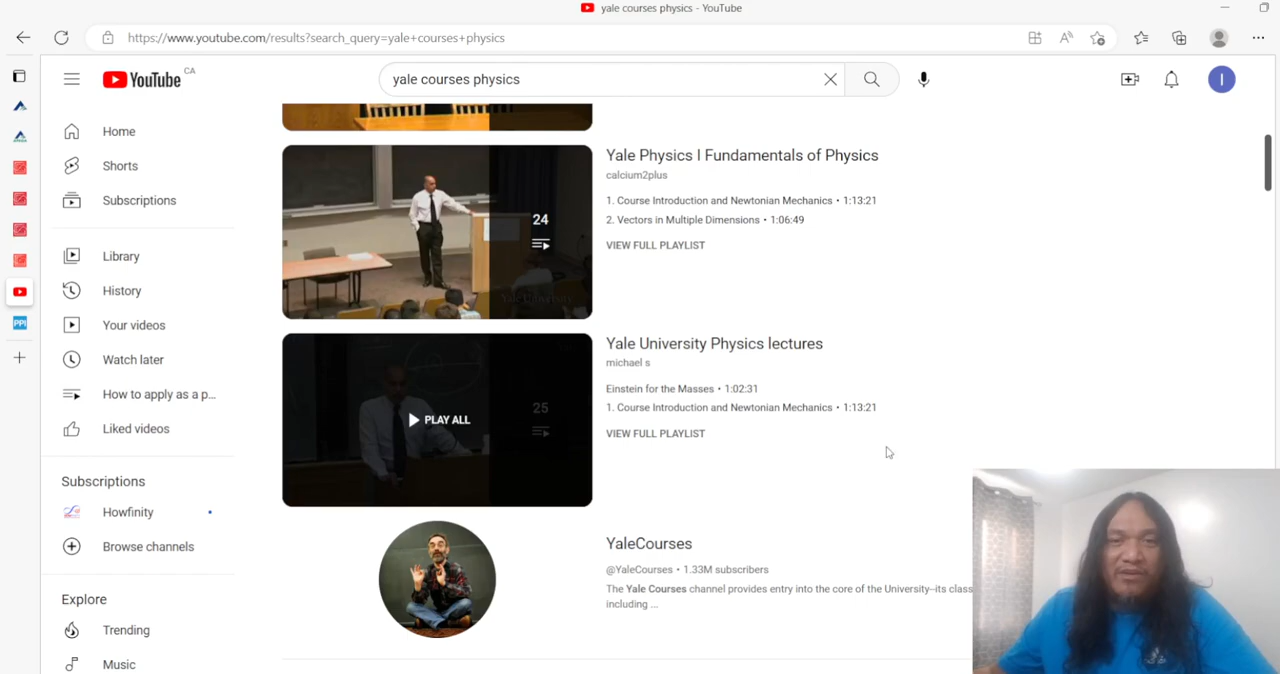 yale courses physics - YouTube
https://www.youtube.com/results?search_query=yale+courses+physics
YouTube CA
yale courses physics
I
Home
Shorts
Subscriptions
Library
History
Your videos
Watch later
How to apply as a p...
Liked videos
Subscriptions
Howfinity
Browse channels
Explore
Trending
Music
PPI
24
Yale University
Yale Physics I Fundamentals of Physics
calcium2plus
1. Course Introduction and Newtonian Mechanics • 1:13:21
2. Vectors in Multiple Dimensions • 1:06:49
VIEW FULL PLAYLIST
PLAY ALL
25
Yale University Physics lectures
michael s
Einstein for the Masses • 1:02:31
1. Course Introduction and Newtonian Mechanics • 1:13:21
VIEW FULL PLAYLIST
YaleCourses
@YaleCourses • 1.33M subscribers
The Yale Courses channel provides entry into the core of the University--its class
including ...